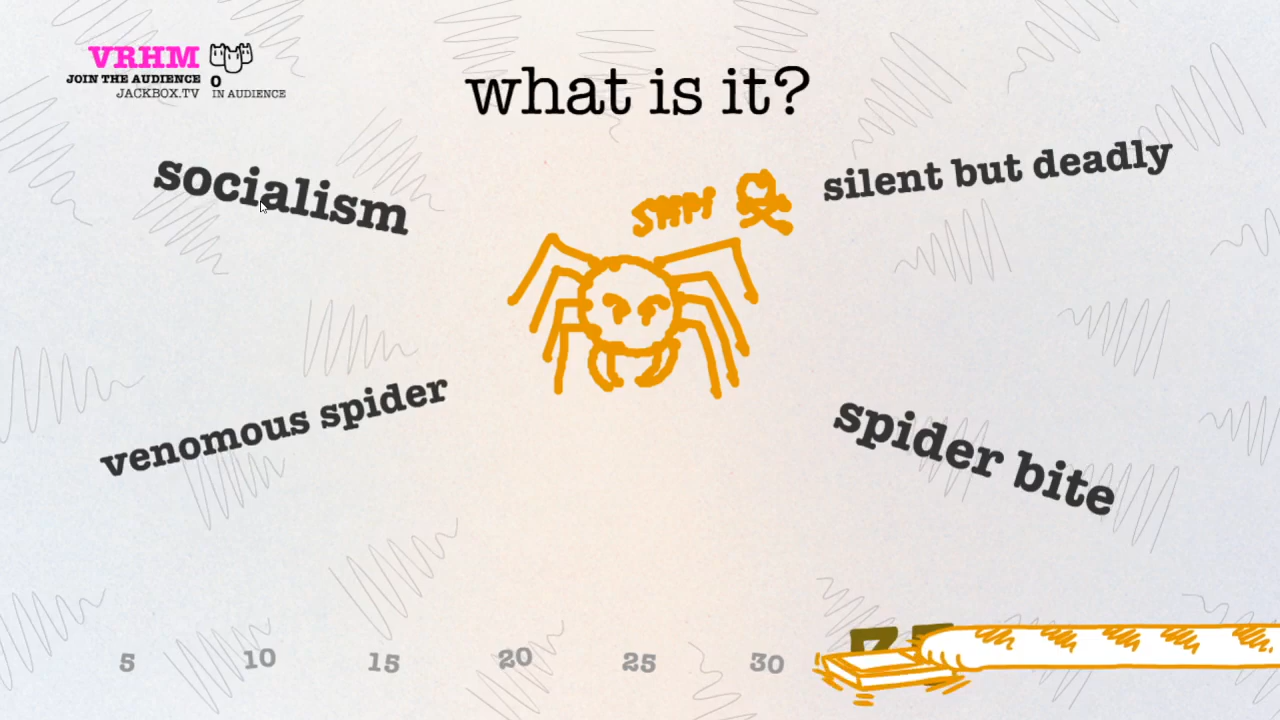 VRHM
JOIN THE AUDIENCE
JACKBOX.TV
0
IN AUDIENCE
what is it?
socialism
silent but deadly
venomous spider
spider bite
5 10 15 20 25 30